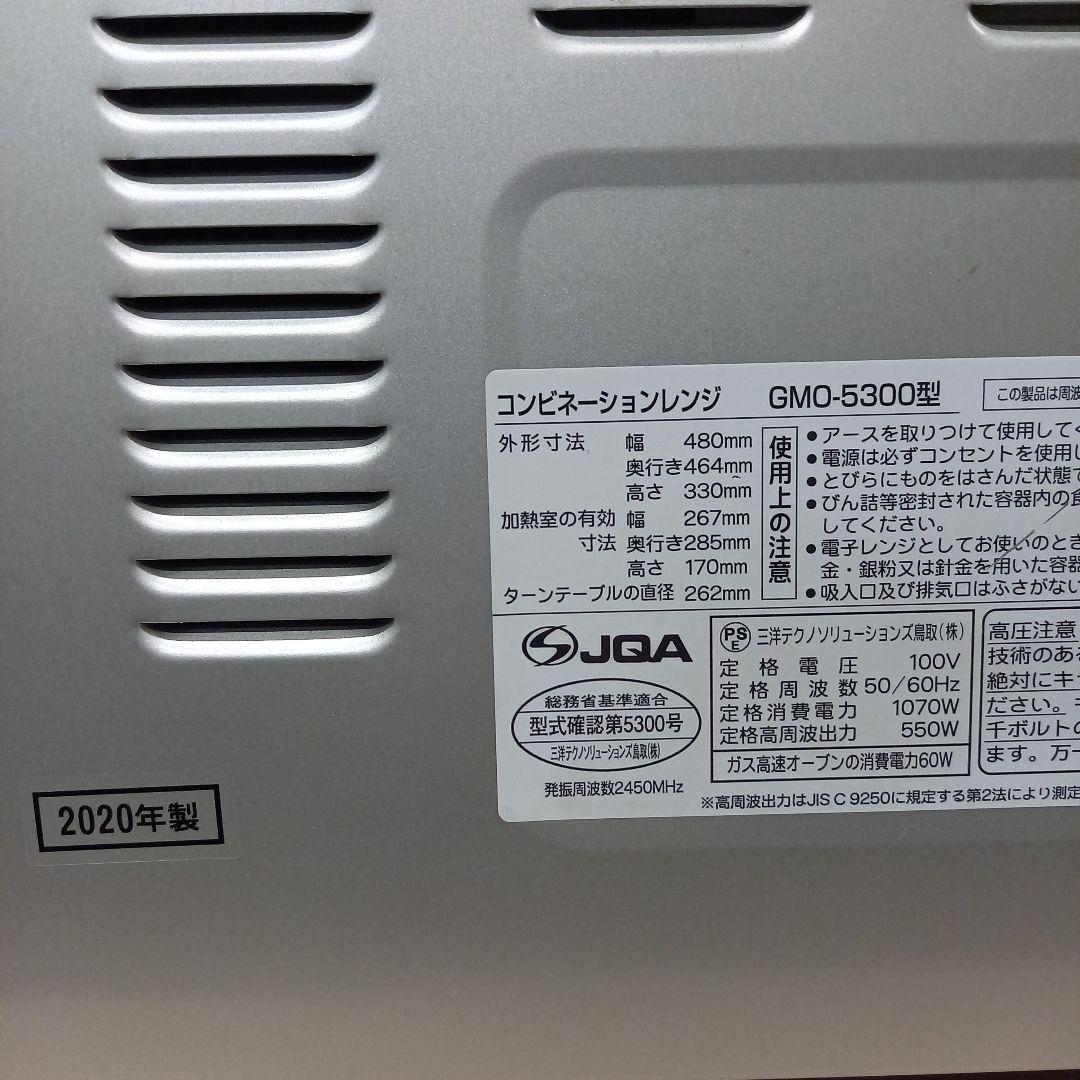 コンビネーションレンジ GMO-5300型
この製品は周波
外形寸法 幅 480mm
奥行き464mm
高さ 330mm
加熱室の有効 幅 267mm
寸法 奥行き285mm
高さ 170mm
ターンテーブルの直径 262mm
使用上の注意
●アースを取りつけて使用してく
●電源は必ずコンセントを使用し
●とびらにものをはさんだ状態で
●びん詰等密封された容器内の食
してください。
●電子レンジとしてお使いのとき
金・銀粉又は針金を用いた容器
●吸入口及び排気口はふさがない
JQA
総務省基準適合
型式確認第5300号
三洋テクノソリューションズ鳥取(株)
発振周波数2450MHz
PSE 三洋テクノソリューションズ鳥取(株)
定格電圧 100V
定格周波数 50/60Hz
定格消費電力 1070W
定格高周波出力 550W
ガス高速オーブンの消費電力60W
高圧注意
技術のある
絶対にキ
ださい。
千ボルトの
ます。万一
※高周波出力はJIS C 9250に規定する第2法により測定
2020年製